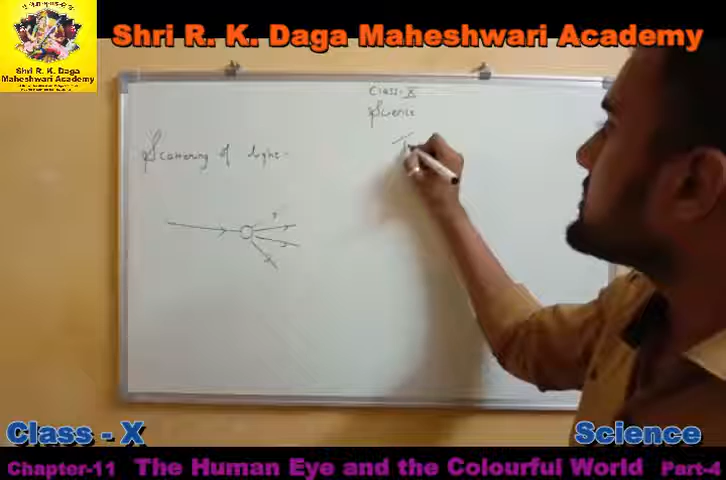 Shri R. K. Daga Maheshwari Academy
Shri R. K. Daga
Maheshwari Academy
Class-X
Science
Scattering of light-
Class - X
Science
Chapter-11 The Human Eye and the Colourful World Part-4